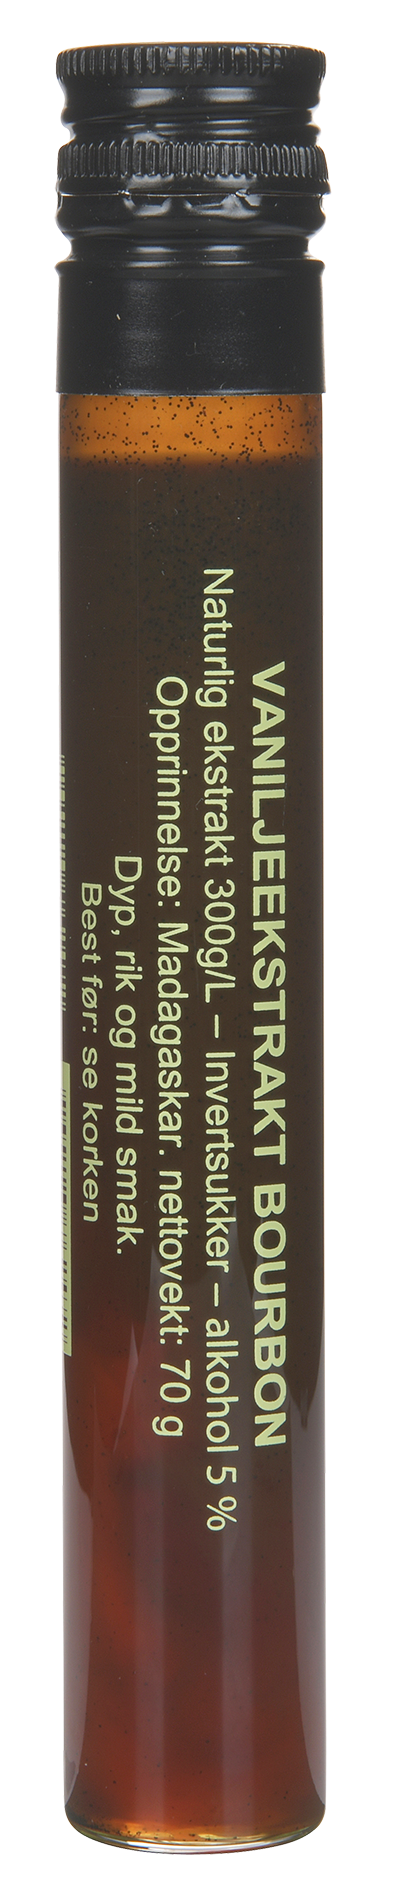 VANILJEEKSTRAKT BOURBON
Naturlig ekstrakt 300g/L – Invertsukker – alkohol 5 %
Opprinnelse: Madagaskar. nettovekt: 70 g
Dyp, rik og mild smak.
Best før: se korken